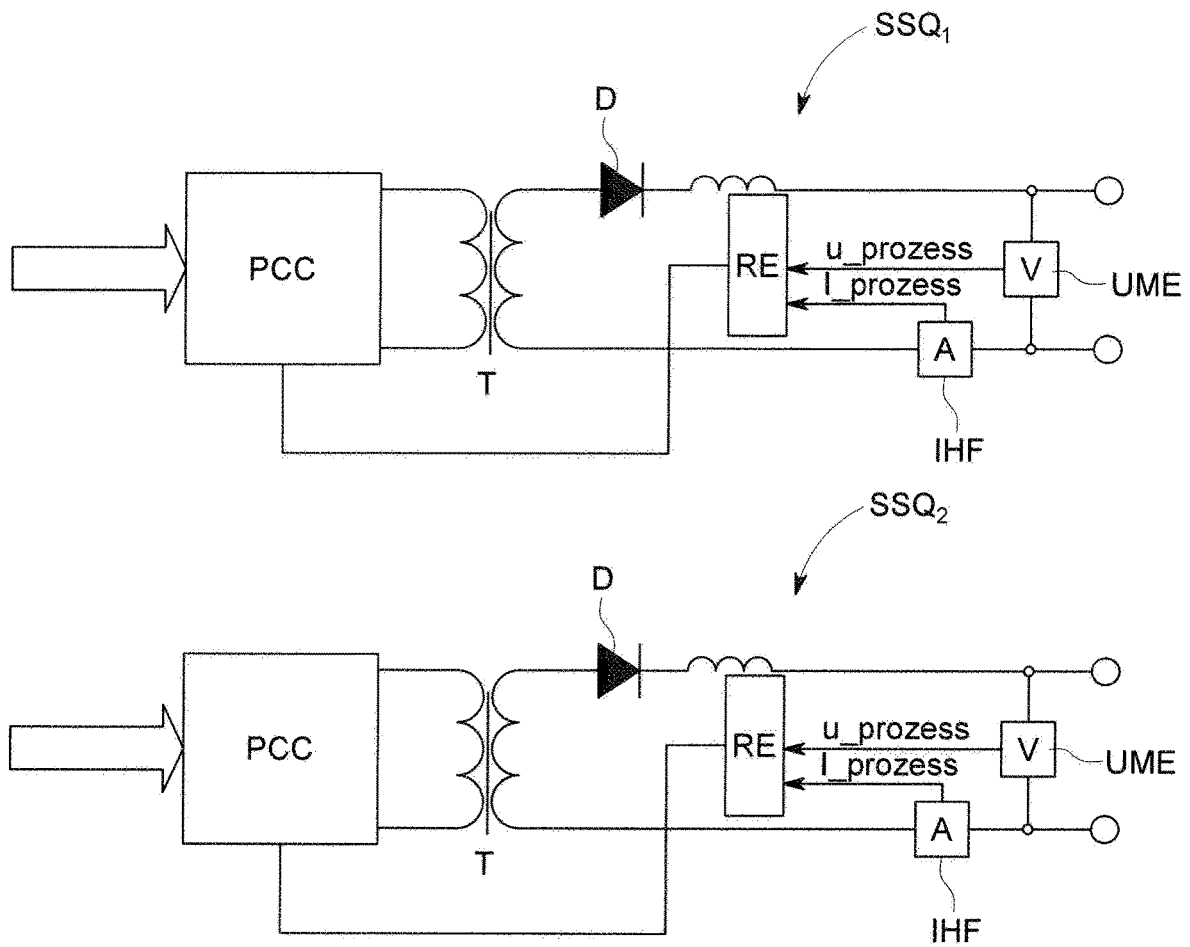 SSQ₁
D
PCC
RE
u_prozess
I_prozess
V
UME
A
T
IHF
SSQ₂
D
PCC
RE
u_prozess
I_prozess
V
UME
A
T
IHF